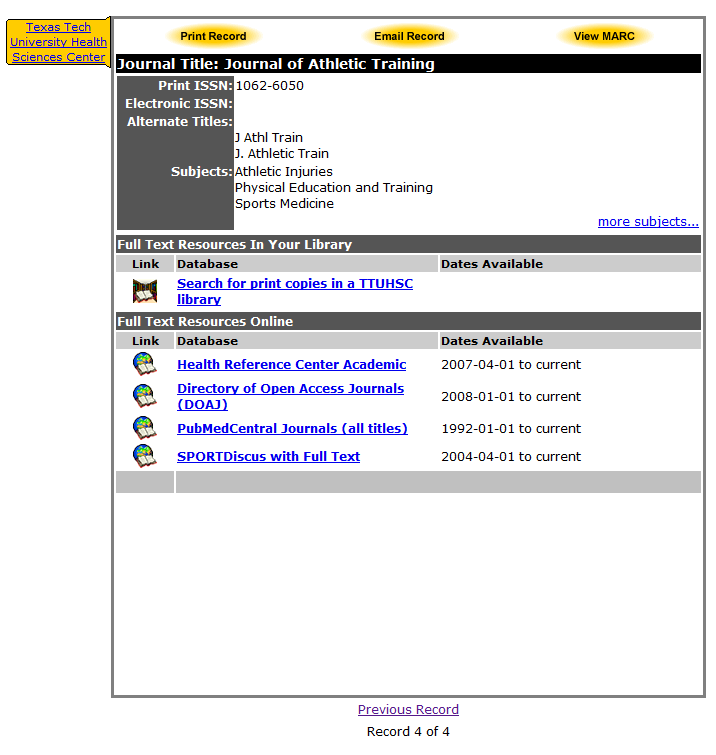 Texas Tech
University Health
Sciences Center
Print Record Email Record View MARC
Journal Title: Journal of Athletic Training
Print ISSN: 1062-6050
Electronic ISSN:
Alternate Titles:
J Athl Train
J. Athletic Train
Subjects: Athletic Injuries
Physical Education and Training
Sports Medicine
more subjects...
Full Text Resources In Your Library
Link Database Dates Available
Search for print copies in a TTUHSC
library
Full Text Resources Online
Link Database Dates Available
Health Reference Center Academic 2007-04-01 to current
Directory of Open Access Journals
(DOAJ) 2008-01-01 to current
PubMedCentral Journals (all titles) 1992-01-01 to current
SPORTDiscus with Full Text 2004-04-01 to current
Previous Record
Record 4 of 4